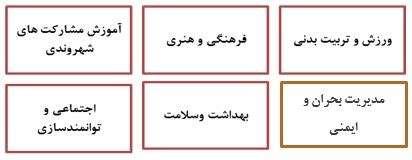 ورزش و تربیت بدنی
فرهنگی و هنری
آموزش مشارکت های
شهروندی
مدیریت بحران و
ایمنی
بهداشت وسلامت
اجتماعی و
توانمندسازی